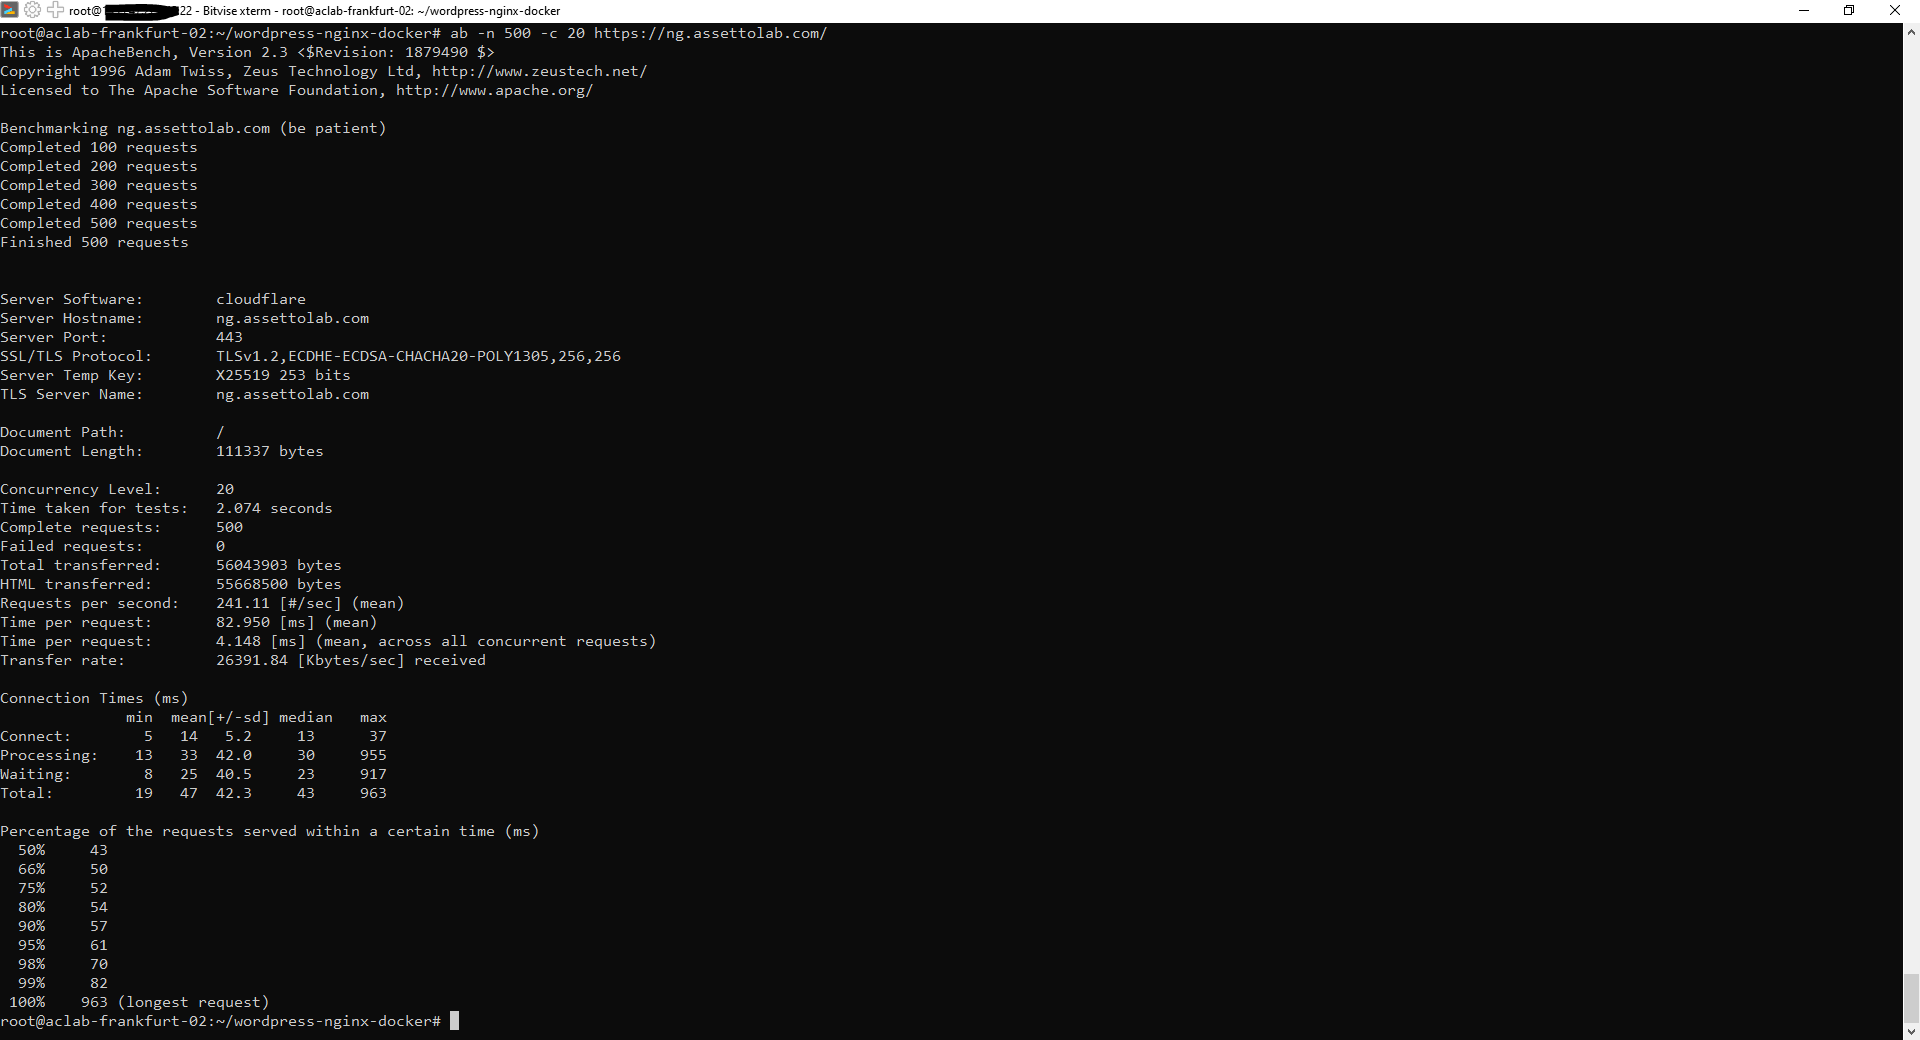 root@ 22 - Bitvise xterm - root@aclab-frankfurt-02: ~/wordpress-nginx-docker
root@aclab-frankfurt-02:~/wordpress-nginx-docker# ab -n 500 -c 20 https://ng.assettolab.com/
This is ApacheBench, Version 2.3 <$Revision: 1879490 $>
Copyright 1996 Adam Twiss, Zeus Technology Ltd, http://www.zeustech.net/
Licensed to The Apache Software Foundation, http://www.apache.org/

Benchmarking ng.assettolab.com (be patient)
Completed 100 requests
Completed 200 requests
Completed 300 requests
Completed 400 requests
Completed 500 requests
Finished 500 requests

Server Software:        cloudflare
Server Hostname:        ng.assettolab.com
Server Port:            443
SSL/TLS Protocol:       TLSv1.2,ECDHE-ECDSA-CHACHA20-POLY1305,256,256
Server Temp Key:        X25519 253 bits
TLS Server Name:        ng.assettolab.com

Document Path:          /
Document Length:        111337 bytes

Concurrency Level:      20
Time taken for tests:   2.074 seconds
Complete requests:      500
Failed requests:        0
Total transferred:      56043903 bytes
HTML transferred:       55668500 bytes
Requests per second:    241.11 [#/sec] (mean)
Time per request:       82.950 [ms] (mean)
Time per request:       4.148 [ms] (mean, across all concurrent requests)
Transfer rate:          26391.84 [Kbytes/sec] received

Connection Times (ms)
              min  mean[+/-sd] median   max
Connect:        5   14   5.2     13      37
Processing:    13   33  42.0     30     955
Waiting:        8   25  40.5     23     917
Total:         19   47  42.3     43     963

Percentage of the requests served within a certain time (ms)
  50%     43
  66%     50
  75%     52
  80%     54
  90%     57
  95%     61
  98%     70
  99%     82
 100%    963 (longest request)
root@aclab-frankfurt-02:~/wordpress-nginx-docker#